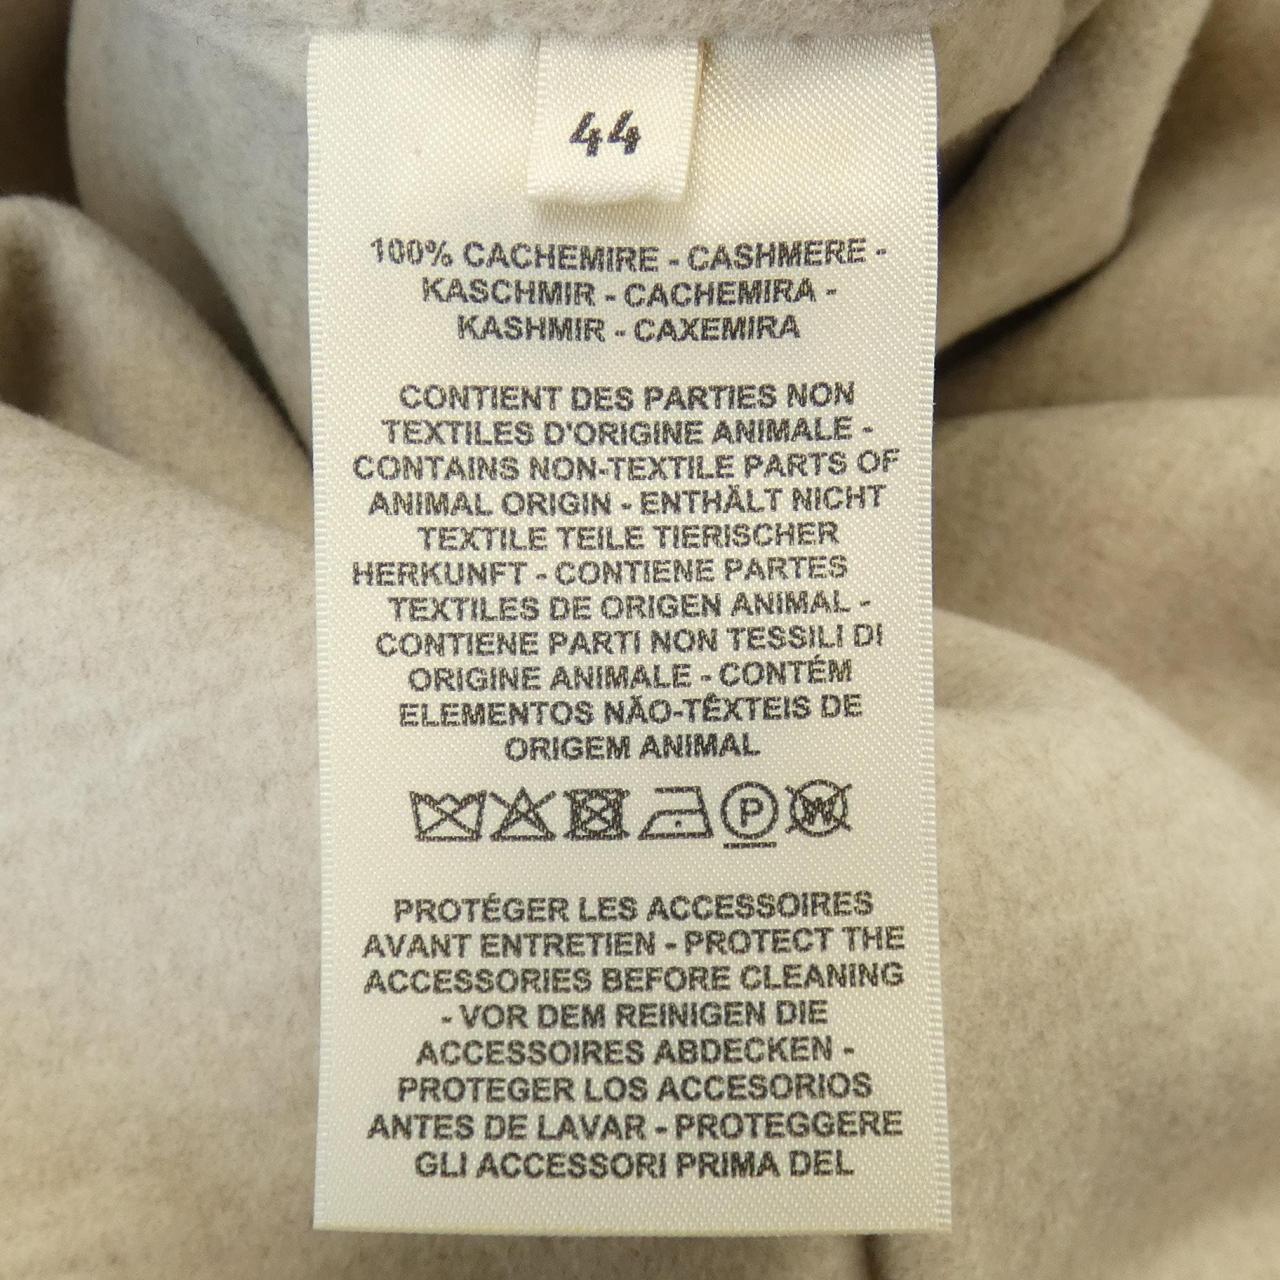 44
100% CACHEMIRE - CASHMERE -
KASCHMIR - CACHEMIRA -
KASHMIR - CAXEMIRA
CONTIENT DES PARTIES NON
TEXTILES D'ORIGINE ANIMALE -
CONTAINS NON-TEXTILE PARTS OF
ANIMAL ORIGIN - ENTHÄLT NICHT
TEXTILE TEILE TIERISCHER
HERKUNFT - CONTIENE PARTES
TEXTILES DE ORIGEN ANIMAL -
CONTIENE PARTI NON TESSILI DI
ORIGINE ANIMALE - CONTÉM
ELEMENTOS NÃO-TÊXTEIS DE
ORIGEM ANIMAL
P W
PROTÉGER LES ACCESSOIRES
AVANT ENTRETIEN - PROTECT THE
ACCESSORIES BEFORE CLEANING
- VOR DEM REINIGEN DIE
ACCESSOIRES ABDECKEN -
PROTEGER LOS ACCESORIOS
ANTES DE LAVAR - PROTEGGERE
GLI ACCESSORI PRIMA DEL